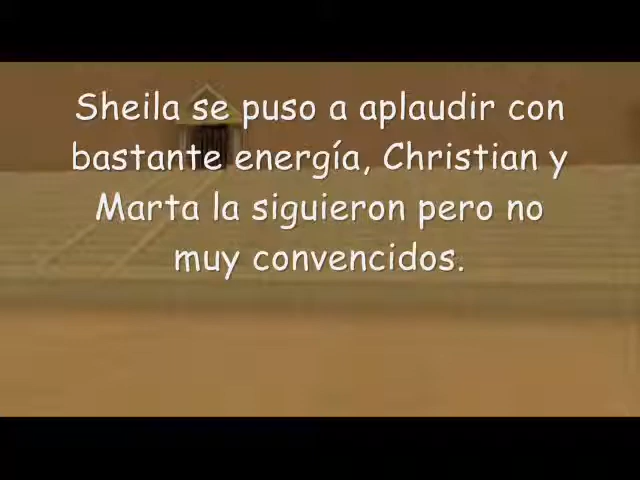 Sheila se puso a aplaudir con
bastante energía, Christian y
Marta la siguieron pero no
muy convencidos.